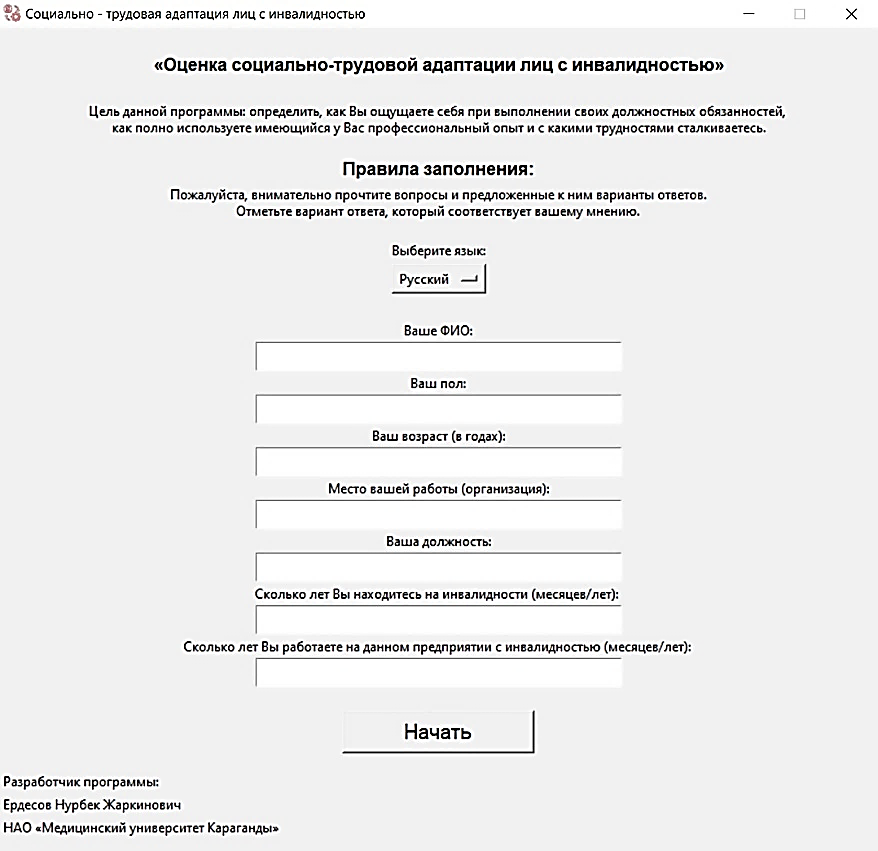 Социально - трудовая адаптация лиц с инвалидностью
«Оценка социально-трудовой адаптации лиц с инвалидностью»
Цель данной программы: определить, как Вы ощущаете себя при выполнении своих должностных обязанностей,
как полно используете имеющийся у Вас профессиональный опыт и с какими трудностями сталкиваетесь.
Правила заполнения:
Пожалуйста, внимательно прочтите вопросы и предложенные к ним варианты ответов.
Отметьте вариант ответа, который соответствует вашему мнению.
Выберите язык:
Русский
Ваше ФИО:
Ваш пол:
Ваш возраст (в годах):
Место вашей работы (организация):
Ваша должность:
Сколько лет Вы находитесь на инвалидности (месяцев/лет):
Сколько лет Вы работаете на данном предприятии с инвалидностью (месяцев/лет):
Начать
Разработчик программы:
Ердесов Нурбек Жаркинович
НАО «Медицинский университет Караганды»